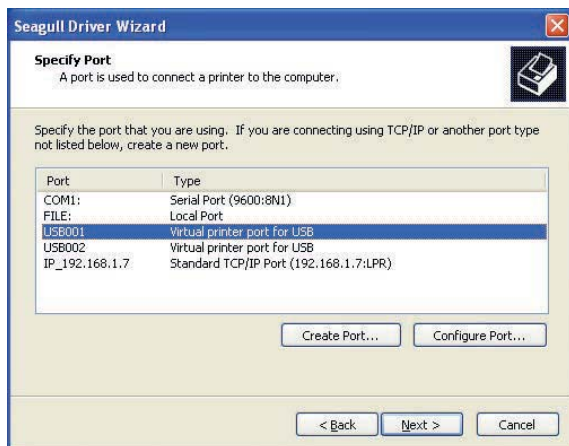 Seagull Driver Wizard
Specify Port
A port is used to connect a printer to the computer.
Specify the port that you are using. If you are connecting using TCP/IP or another port type
not listed below, create a new port.
Port Type
COM1: Serial Port (9600:8N1)
FILE: Local Port
USB001 Virtual printer port for USB
USB002 Virtual printer port for USB
IP_192.168.1.7 Standard TCP/IP Port (192.168.1.7:LPR)
Create Port... Configure Port...
< Back Next > Cancel